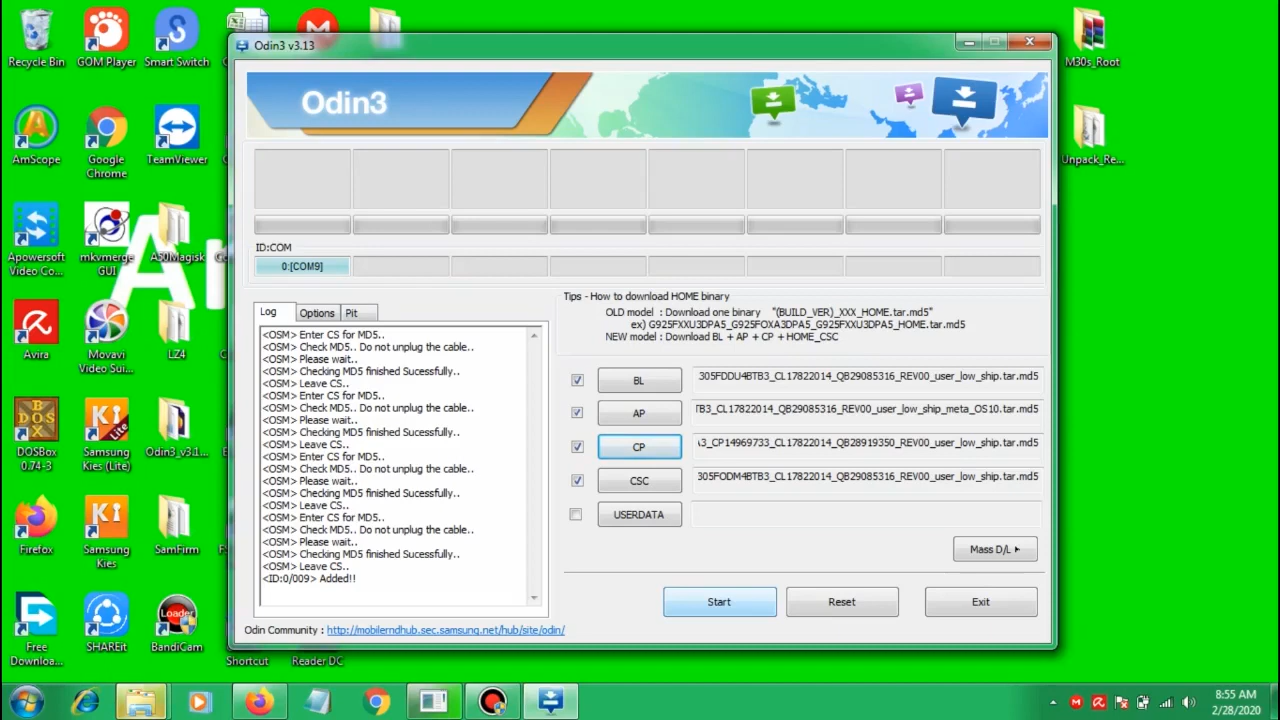 Recycle Bin
GOM Player
Smart Switch
M30s_Root
AmScope
Google
Chrome
TeamViewer
Unpack_Re...
Apowersoft
Video Co...
mkvmerge
GUI
A50Magisk
Avira
Movavi
Video Sui...
LZ4
DOSBox
0.74-3
Samsung
Kies (Lite)
Odin3_v3.1...
Firefox
Samsung
Kies
SamFirm
Free
Downloa...
SHAREit
BandiCam
Shortcut
Reader DC
Odin3 v3.13
Odin3
ID:COM
0:[COM9]
Log
Options
Pit
<OSM> Enter CS for MD5..
<OSM> Check MD5.. Do not unplug the cable..
<OSM> Please wait..
<OSM> Checking MD5 finished Sucessfully..
<OSM> Leave CS..
<OSM> Enter CS for MD5..
<OSM> Check MD5.. Do not unplug the cable..
<OSM> Please wait..
<OSM> Checking MD5 finished Sucessfully..
<OSM> Leave CS..
<OSM> Enter CS for MD5..
<OSM> Check MD5.. Do not unplug the cable..
<OSM> Please wait..
<OSM> Checking MD5 finished Sucessfully..
<OSM> Leave CS..
<OSM> Enter CS for MD5..
<OSM> Check MD5.. Do not unplug the cable..
<OSM> Please wait..
<OSM> Checking MD5 finished Sucessfully..
<OSM> Leave CS..
<ID:0/009> Added!!
Tips - How to download HOME binary
OLD model : Download one binary "(BUILD_VER)_XXX_HOME.tar.md5"
ex) G925FXXU3DPA5_G925FOXA3DPA5_G925FXXU3DPA5_HOME.tar.md5
NEW model : Download BL + AP + CP + HOME_CSC
BL
305FDDU4BTB3_CL17822014_QB29085316_REV00_user_low_ship.tar.md5
AP
TB3_CL17822014_QB29085316_REV00_user_low_ship_meta_OS10.tar.md5
CP
A3_CP14969733_CL17822014_QB28919350_REV00_user_low_ship.tar.md5
CSC
305FODM4BTB3_CL17822014_QB29085316_REV00_user_low_ship.tar.md5
USERDATA
Mass D/L
Start
Reset
Exit
Odin Community : http://mobilerndhub.sec.samsung.net/hub/site/odin/
8:55 AM
2/28/2020